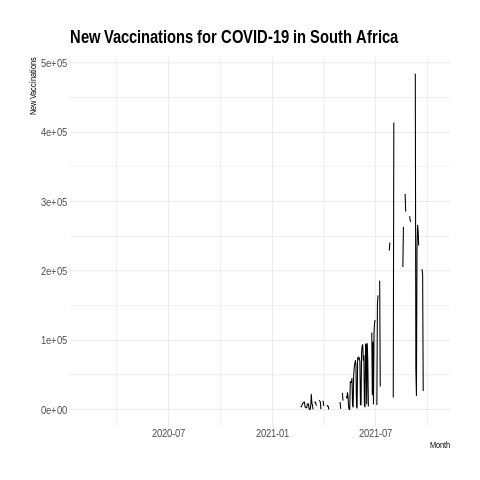 New Vaccinations for COVID-19 in South Africa
New Vaccinations
5e+05
4e+05
3e+05
2e+05
1e+05
0e+00
2020-07
2021-01
2021-07
Month